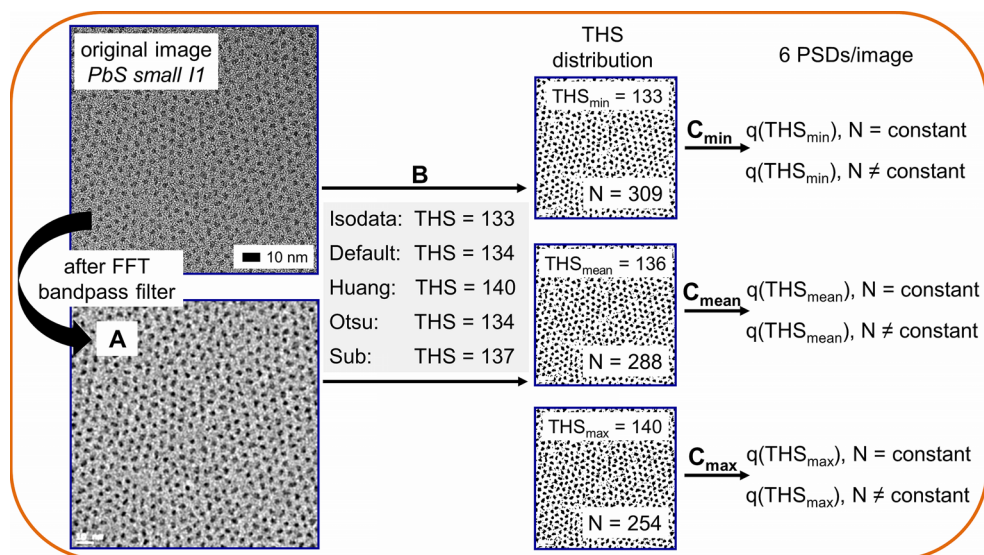 original image
PbS small I1
10 nm
after FFT
bandpass filter
A
10 nm
B
Isodata: THS = 133
Default: THS = 134
Huang: THS = 140
Otsu: THS = 134
Sub: THS = 137
THS
distribution
THSmin = 133
N = 309
THSmean = 136
N = 288
THSmax = 140
N = 254
6 PSDs/image
Cmin
q(THSmin), N = constant
q(THSmin), N ≠ constant
Cmean
q(THSmean), N = constant
q(THSmean), N ≠ constant
Cmax
q(THSmax), N = constant
q(THSmax), N ≠ constant